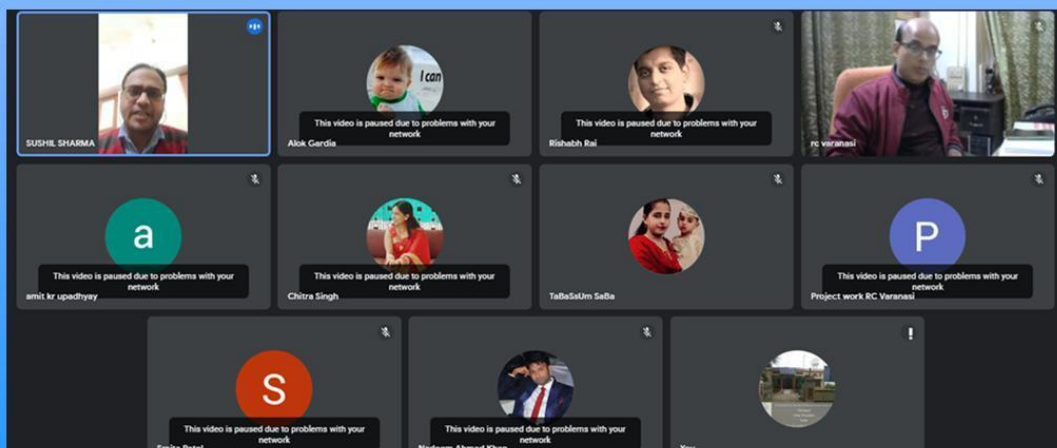 SUSHIL SHARMA
I can
This video is paused due to problems with your
network
Alok Gardia
This video is paused due to problems with your
network
Rishabh Rai
rc varanasi
a
This video is paused due to problems with your
network
amit kr upadhyay
This video is paused due to problems with your
network
Chitra Singh
TaBaSsUm SaBa
P
This video is paused due to problems with your
network
Project work RC Varanasi
S
This video is paused due to problems with your
network
This video is paused due to problems with your
network
Nadeem Ahmed Khan
You